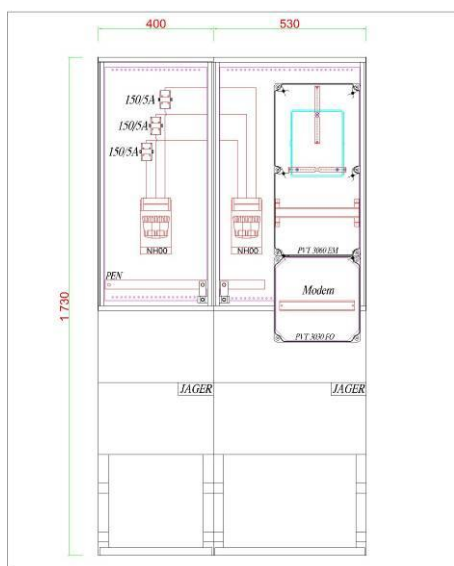 400 530
150/5A
150/5A
150/5A
NH00 NH00
PVT 3060 EM
PEN
Modem
PVT 3030 FO
1.730
JAGER JAGER